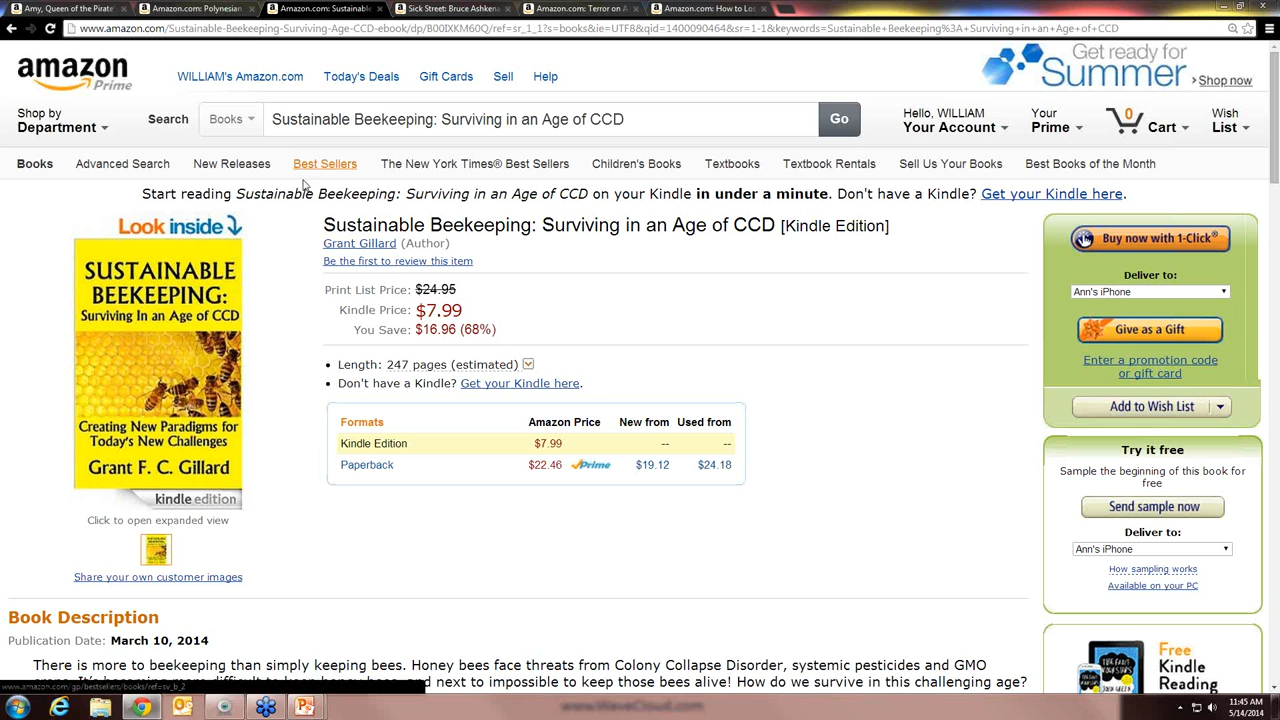 Amy, Queen of the Pirate
Amazon.com: Polynesian
Amazon.com: Sustainable
Sick Street: Bruce Ashkena
Amazon.com: Terror on A
Amazon.com: How to Los
www.amazon.com/Sustainable-Beekeeping-Surviving-Age-CCD-ebook/dp/B00IXKM60Q/ref=sr_1_1?s=books&ie=UTF8&qid=1400090464&sr=1-1&keywords=Sustainable+Beekeeping%3A+Surviving+in+an+Age+of+CCD
amazon
Prime
WILLIAM's Amazon.com
Today's Deals
Gift Cards
Sell
Help
Get ready for
Summer
Shop now
Shop by
Department
Search
Books
Sustainable Beekeeping: Surviving in an Age of CCD
Go
Hello, WILLIAM
Your Account
Your
Prime
0
Cart
Wish
List
Books
Advanced Search
New Releases
Best Sellers
The New York Times® Best Sellers
Children's Books
Textbooks
Textbook Rentals
Sell Us Your Books
Best Books of the Month
Start reading Sustainable Beekeeping: Surviving in an Age of CCD on your Kindle in under a minute. Don't have a Kindle? Get your Kindle here.
Look inside
SUSTAINABLE
BEEKEEPING:
Surviving In an Age of CCD
Creating New Paradigms for
Today's New Challenges
Grant F. C. Gillard
kindle edition
Click to open expanded view
Share your own customer images
Sustainable Beekeeping: Surviving in an Age of CCD [Kindle Edition]
Grant Gillard (Author)
Be the first to review this item
Print List Price: $24.95
Kindle Price: $7.99
You Save: $16.96 (68%)
• Length: 247 pages (estimated)
• Don't have a Kindle? Get your Kindle here.
Formats Amazon Price New from Used from
Kindle Edition $7.99 -- --
Paperback $22.46 Prime $19.12 $24.18
Buy now with 1-Click®
Deliver to:
Ann's iPhone
Give as a Gift
Enter a promotion code
or gift card
Add to Wish List
Try it free
Sample the beginning of this book for
free
Send sample now
Deliver to:
Ann's iPhone
How sampling works
Available on your PC
Free
Kindle
Reading
Book Description
Publication Date: March 10, 2014
There is more to beekeeping than simply keeping bees. Honey bees face threats from Colony Collapse Disorder, systemic pesticides and GMO
and next to impossible to keep those bees alive! How do we survive in this challenging age?
www.amazon.com/gp/bestsellers/books/ref=sv_b_2
www.WaveCloud.com
11:45 AM
5/14/2014